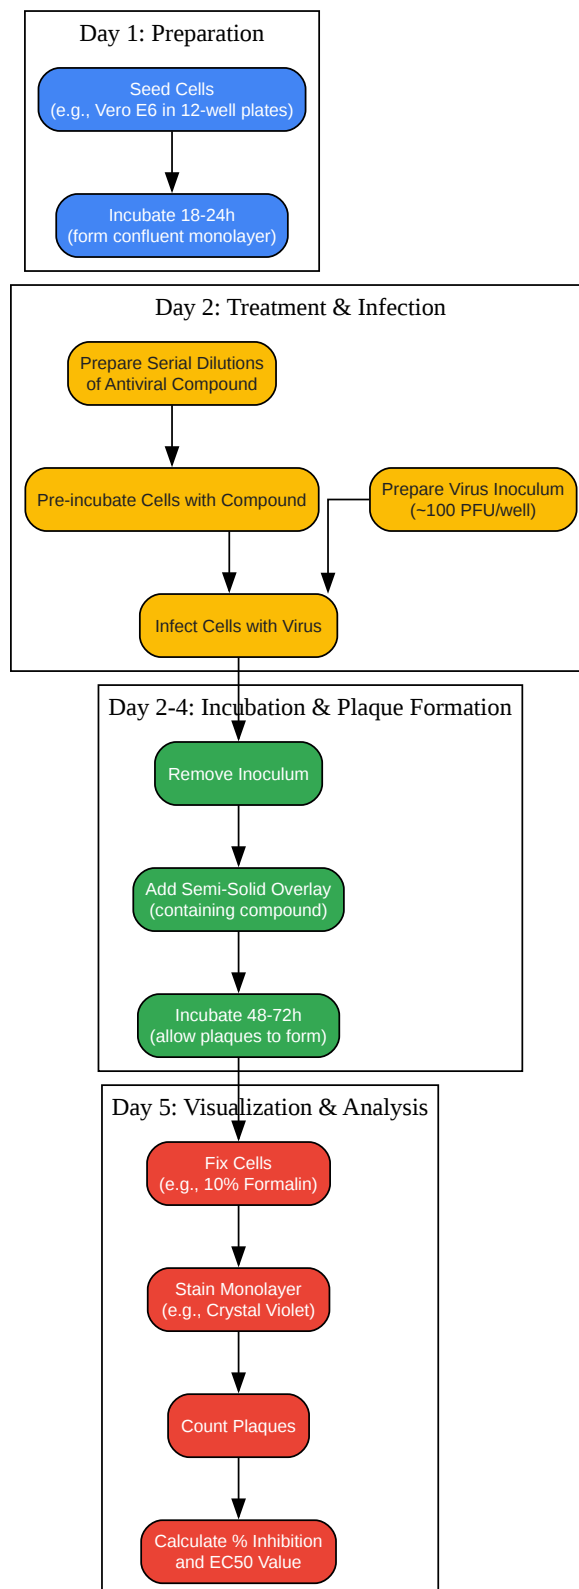 Day 1: Preparation
Seed Cells
(e.g., Vero E6 in 12-well plates)
Incubate 18-24h
(form confluent monolayer)
Day 2: Treatment & Infection
Prepare Serial Dilutions
of Antiviral Compound
Pre-incubate Cells with Compound
Prepare Virus Inoculum
(~100 PFU/well)
Infect Cells with Virus
Day 2-4: Incubation & Plaque Formation
Remove Inoculum
Add Semi-Solid Overlay
(containing compound)
Incubate 48-72h
(allow plaques to form)
Day 5: Visualization & Analysis
Fix Cells
(e.g., 10% Formalin)
Stain Monolayer
(e.g., Crystal Violet)
Count Plaques
Calculate % Inhibition
and EC50 Value